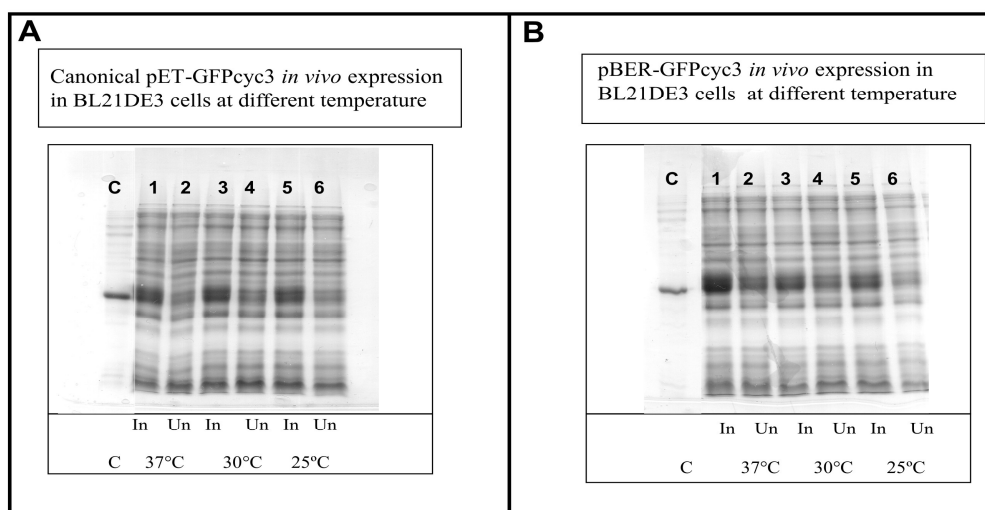 A
Canonical pET-GFPcyc3 in vivo expression
in BL21DE3 cells at different temperature
C 1 2 3 4 5 6
In Un In Un In Un
C 37°C 30°C 25ºC
B
pBER-GFPcyc3 in vivo expression in
BL21DE3 cells at different temperature
C 1 2 3 4 5 6
In Un In Un In Un
C 37°C 30°C 25ºC